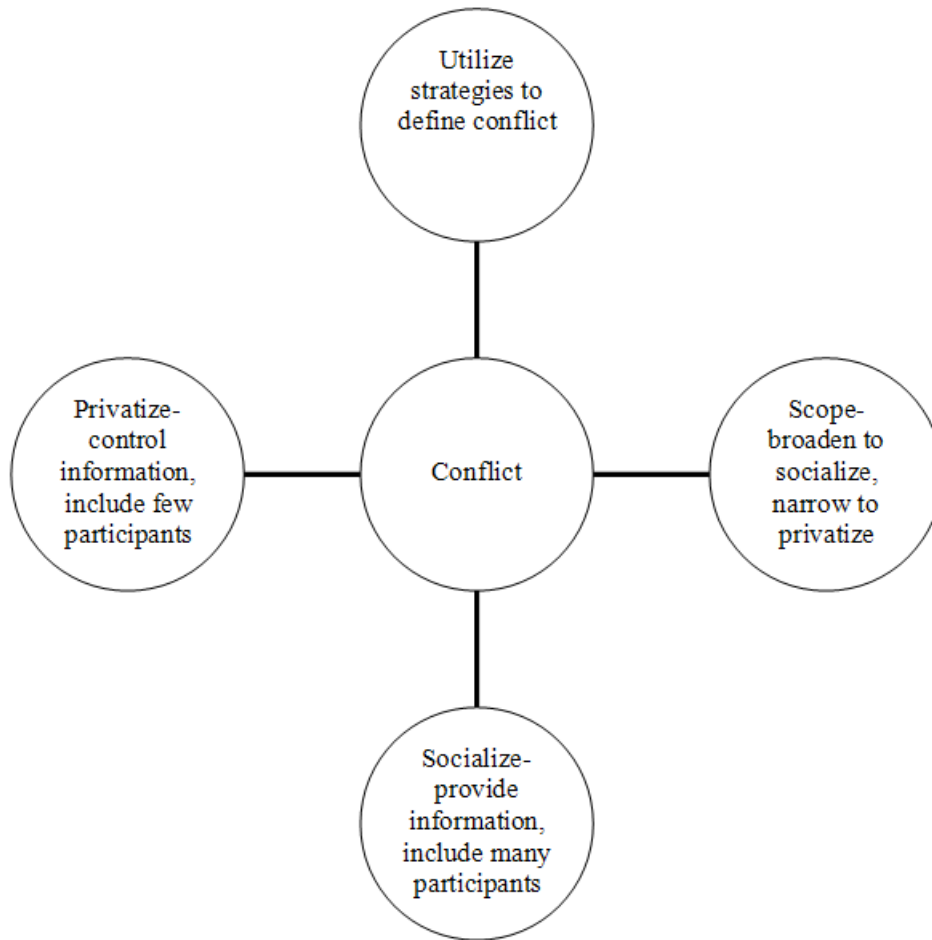 Utilize
strategies to
define conflict
Privatize-
control
information,
include few
participants
Conflict
Scope-
broaden to
socialize,
narrow to
privatize
Socialize-
provide
information,
include many
participants